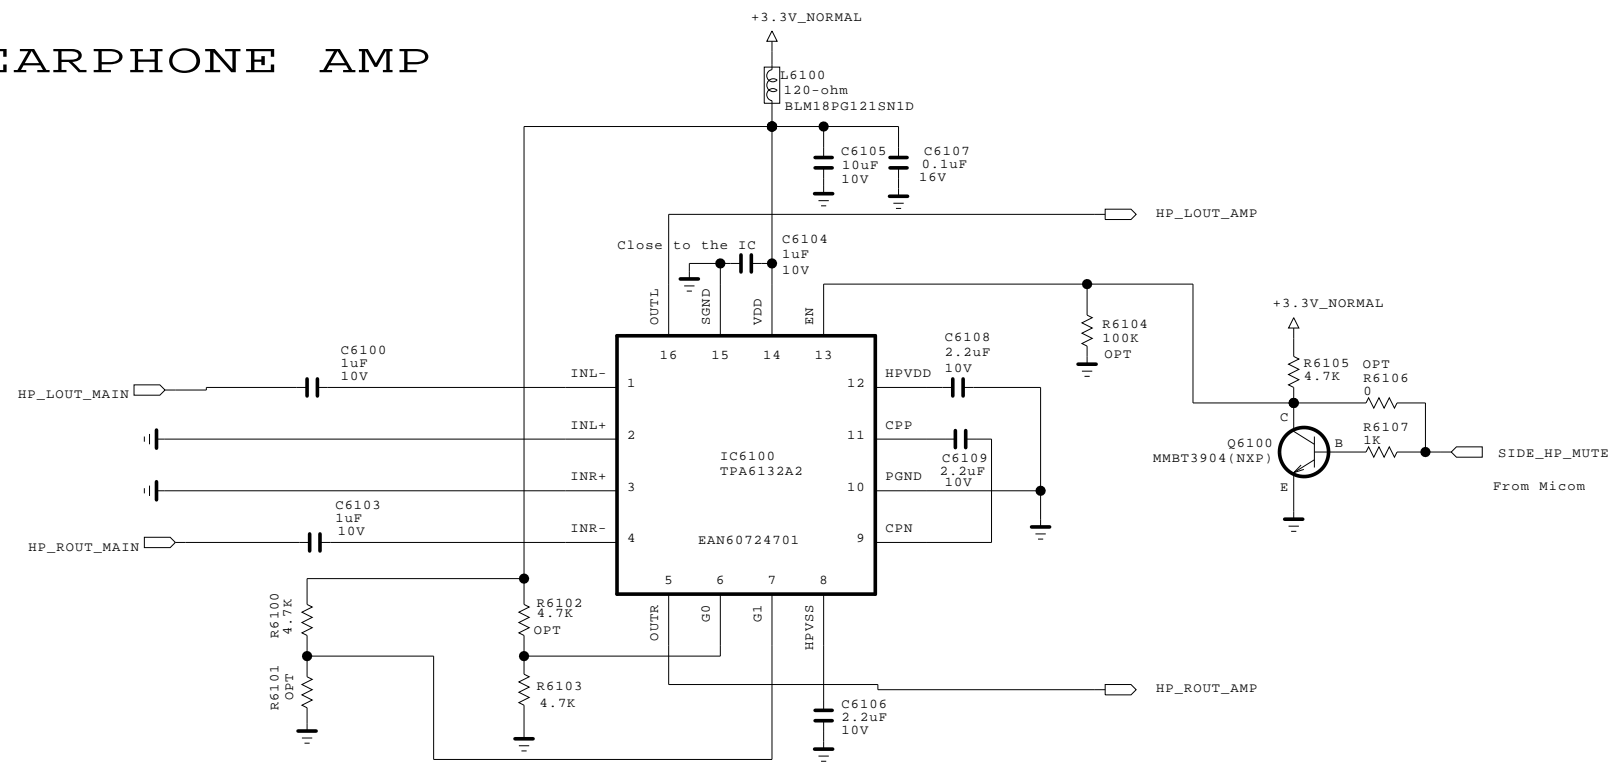 +3.3V_NORMAL
EARPHONE AMP
L6100
120-ohm
BLM18PG121SN1D
C6105
10uF
10V
C6107
0.1uF
16V
HP_LOUT_AMP
Close to the IC
C6104
1uF
10V
OUTL
SGND
VDD
EN
16
15
14
13
+3.3V_NORMAL
R6104
100K
OPT
R6105
4.7K
OPT
R6106
0
R6107
1K
C
B
E
Q6100
MMBT3904(NXP)
SIDE_HP_MUTE
From Micom
C6100
1uF
10V
HP_LOUT_MAIN
INL-
1
INL+
2
INR+
3
INR-
4
C6103
1uF
10V
HP_ROUT_MAIN
IC6100
TPA6132A2
EAN60724701
12
HPVDD
C6108
2.2uF
10V
11
CPP
C6109
2.2uF
10V
10
PGND
9
CPN
5
6
7
8
OUTR
G0
G1
HPVSS
R6100
4.7K
R6101
OPT
R6102
4.7K
OPT
R6103
4.7K
C6106
2.2uF
10V
HP_ROUT_AMP